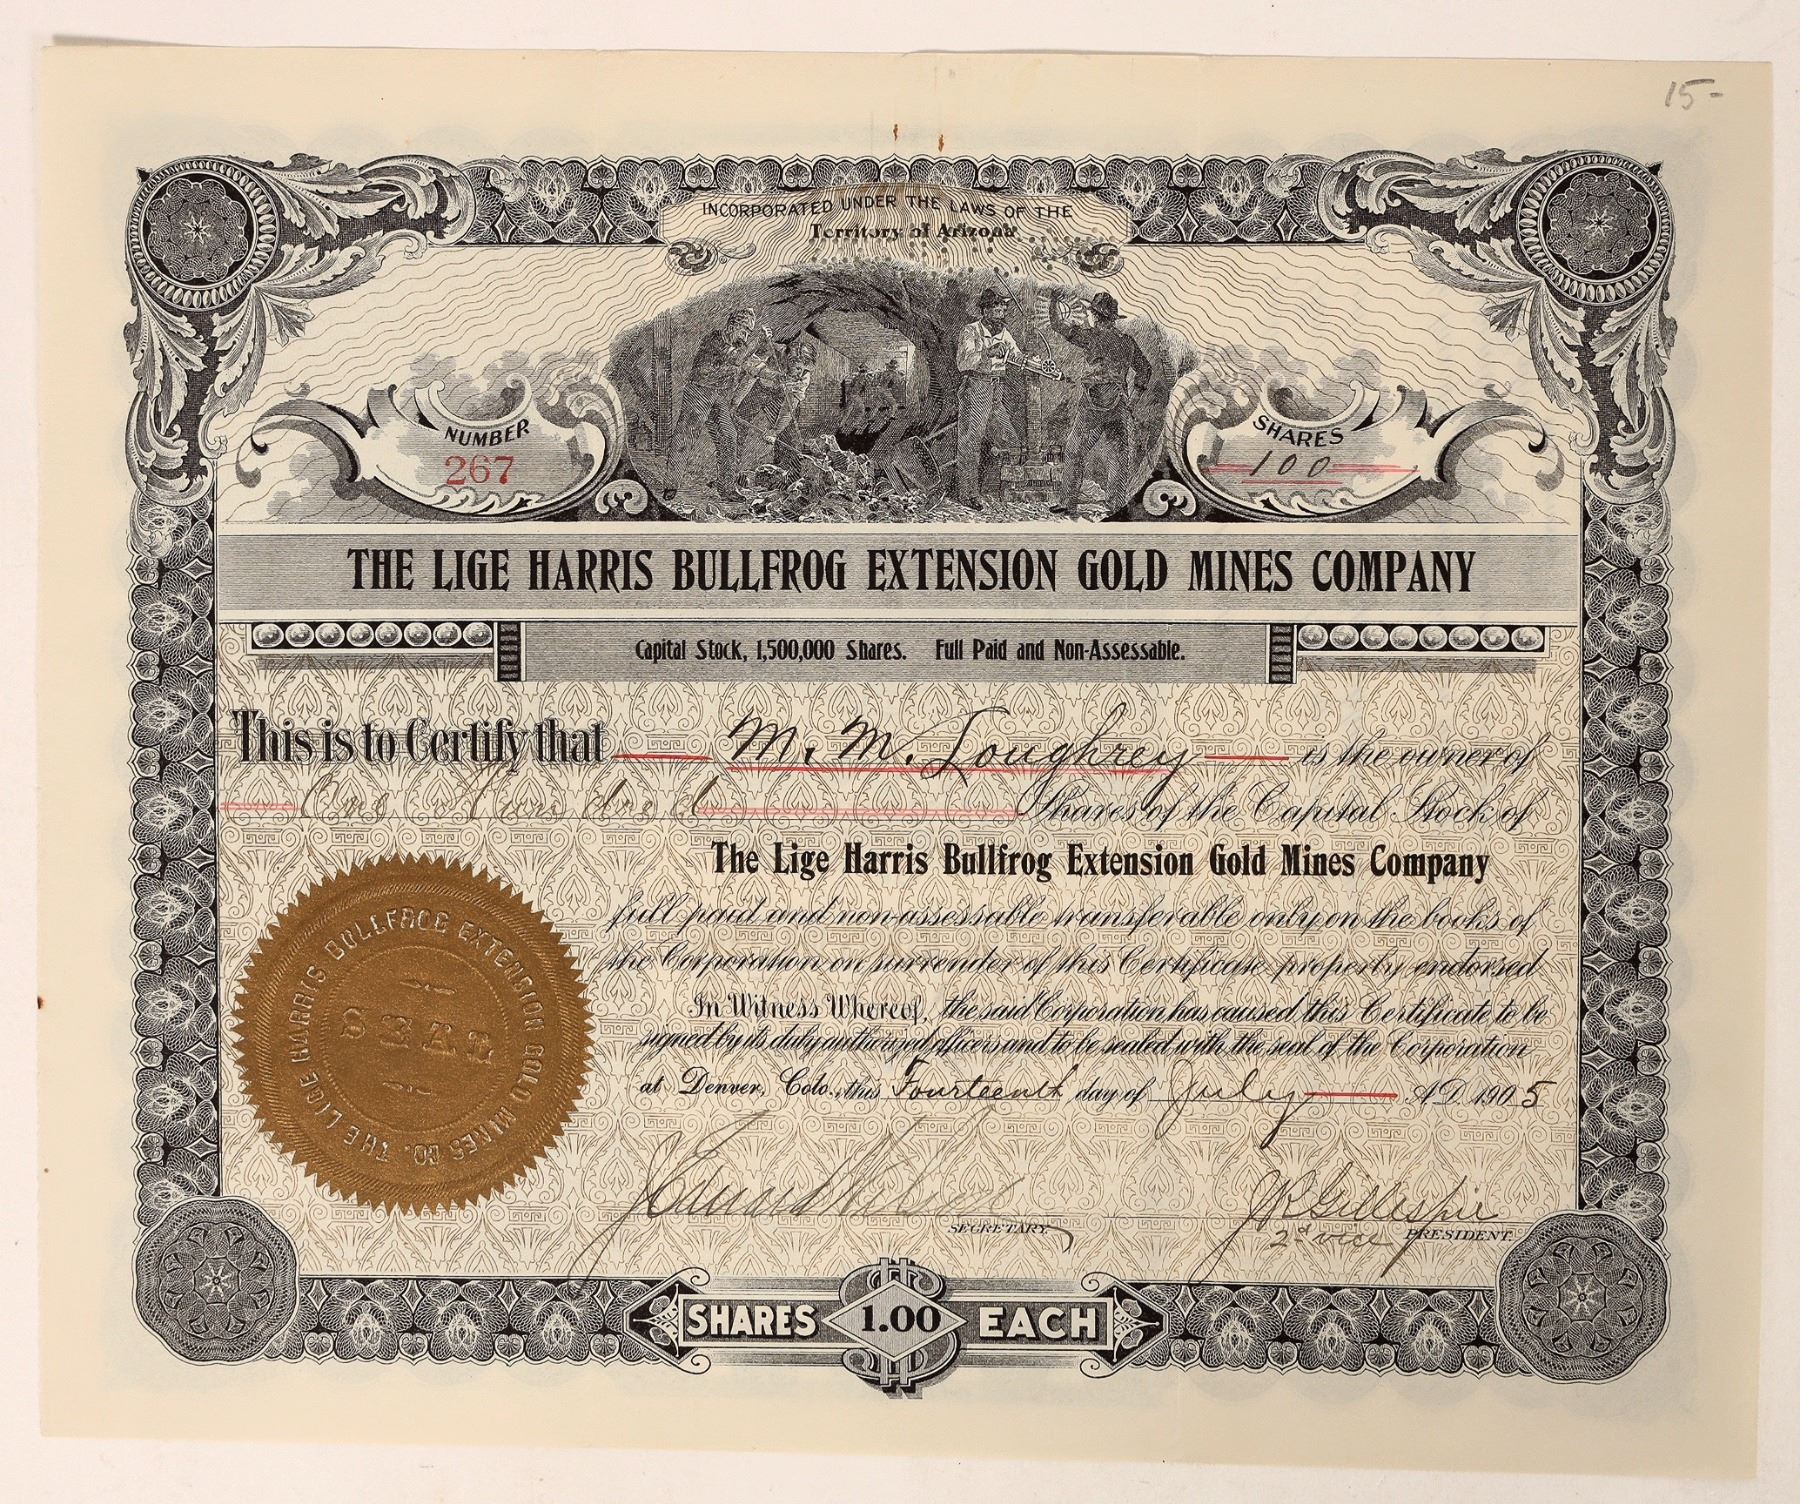 15-
INCORPORATED UNDER THE LAWS OF THE
Territory of Arizona
NUMBER
267
SHARES
100
THE LIGE HARRIS BULLFROG EXTENSION GOLD MINES COMPANY
Capital Stock, 1,500,000 Shares. Full Paid and Non-Assessable.
This is to Certify that M. M. Loughrey is the owner of
One Hundred Shares of the Capital Stock of
The Lige Harris Bullfrog Extension Gold Mines Company
full paid and non-assessable transferable only on the books of
the Corporation on surrender of this Certificate properly endorsed
In Witness Whereof, the said Corporation has caused this Certificate to be
signed by its duly authorized officers and to be sealed with the seal of the Corporation
at Denver, Colo., this Fourteenth day of July A.D. 1905
THE LIGE HARRIS BULLFROG EXTENSION GOLD MINES CO.
SEAL
J Edward Wilson
SECRETARY
J R Gillespie
2d vice PRESIDENT
SHARES 1.00 EACH